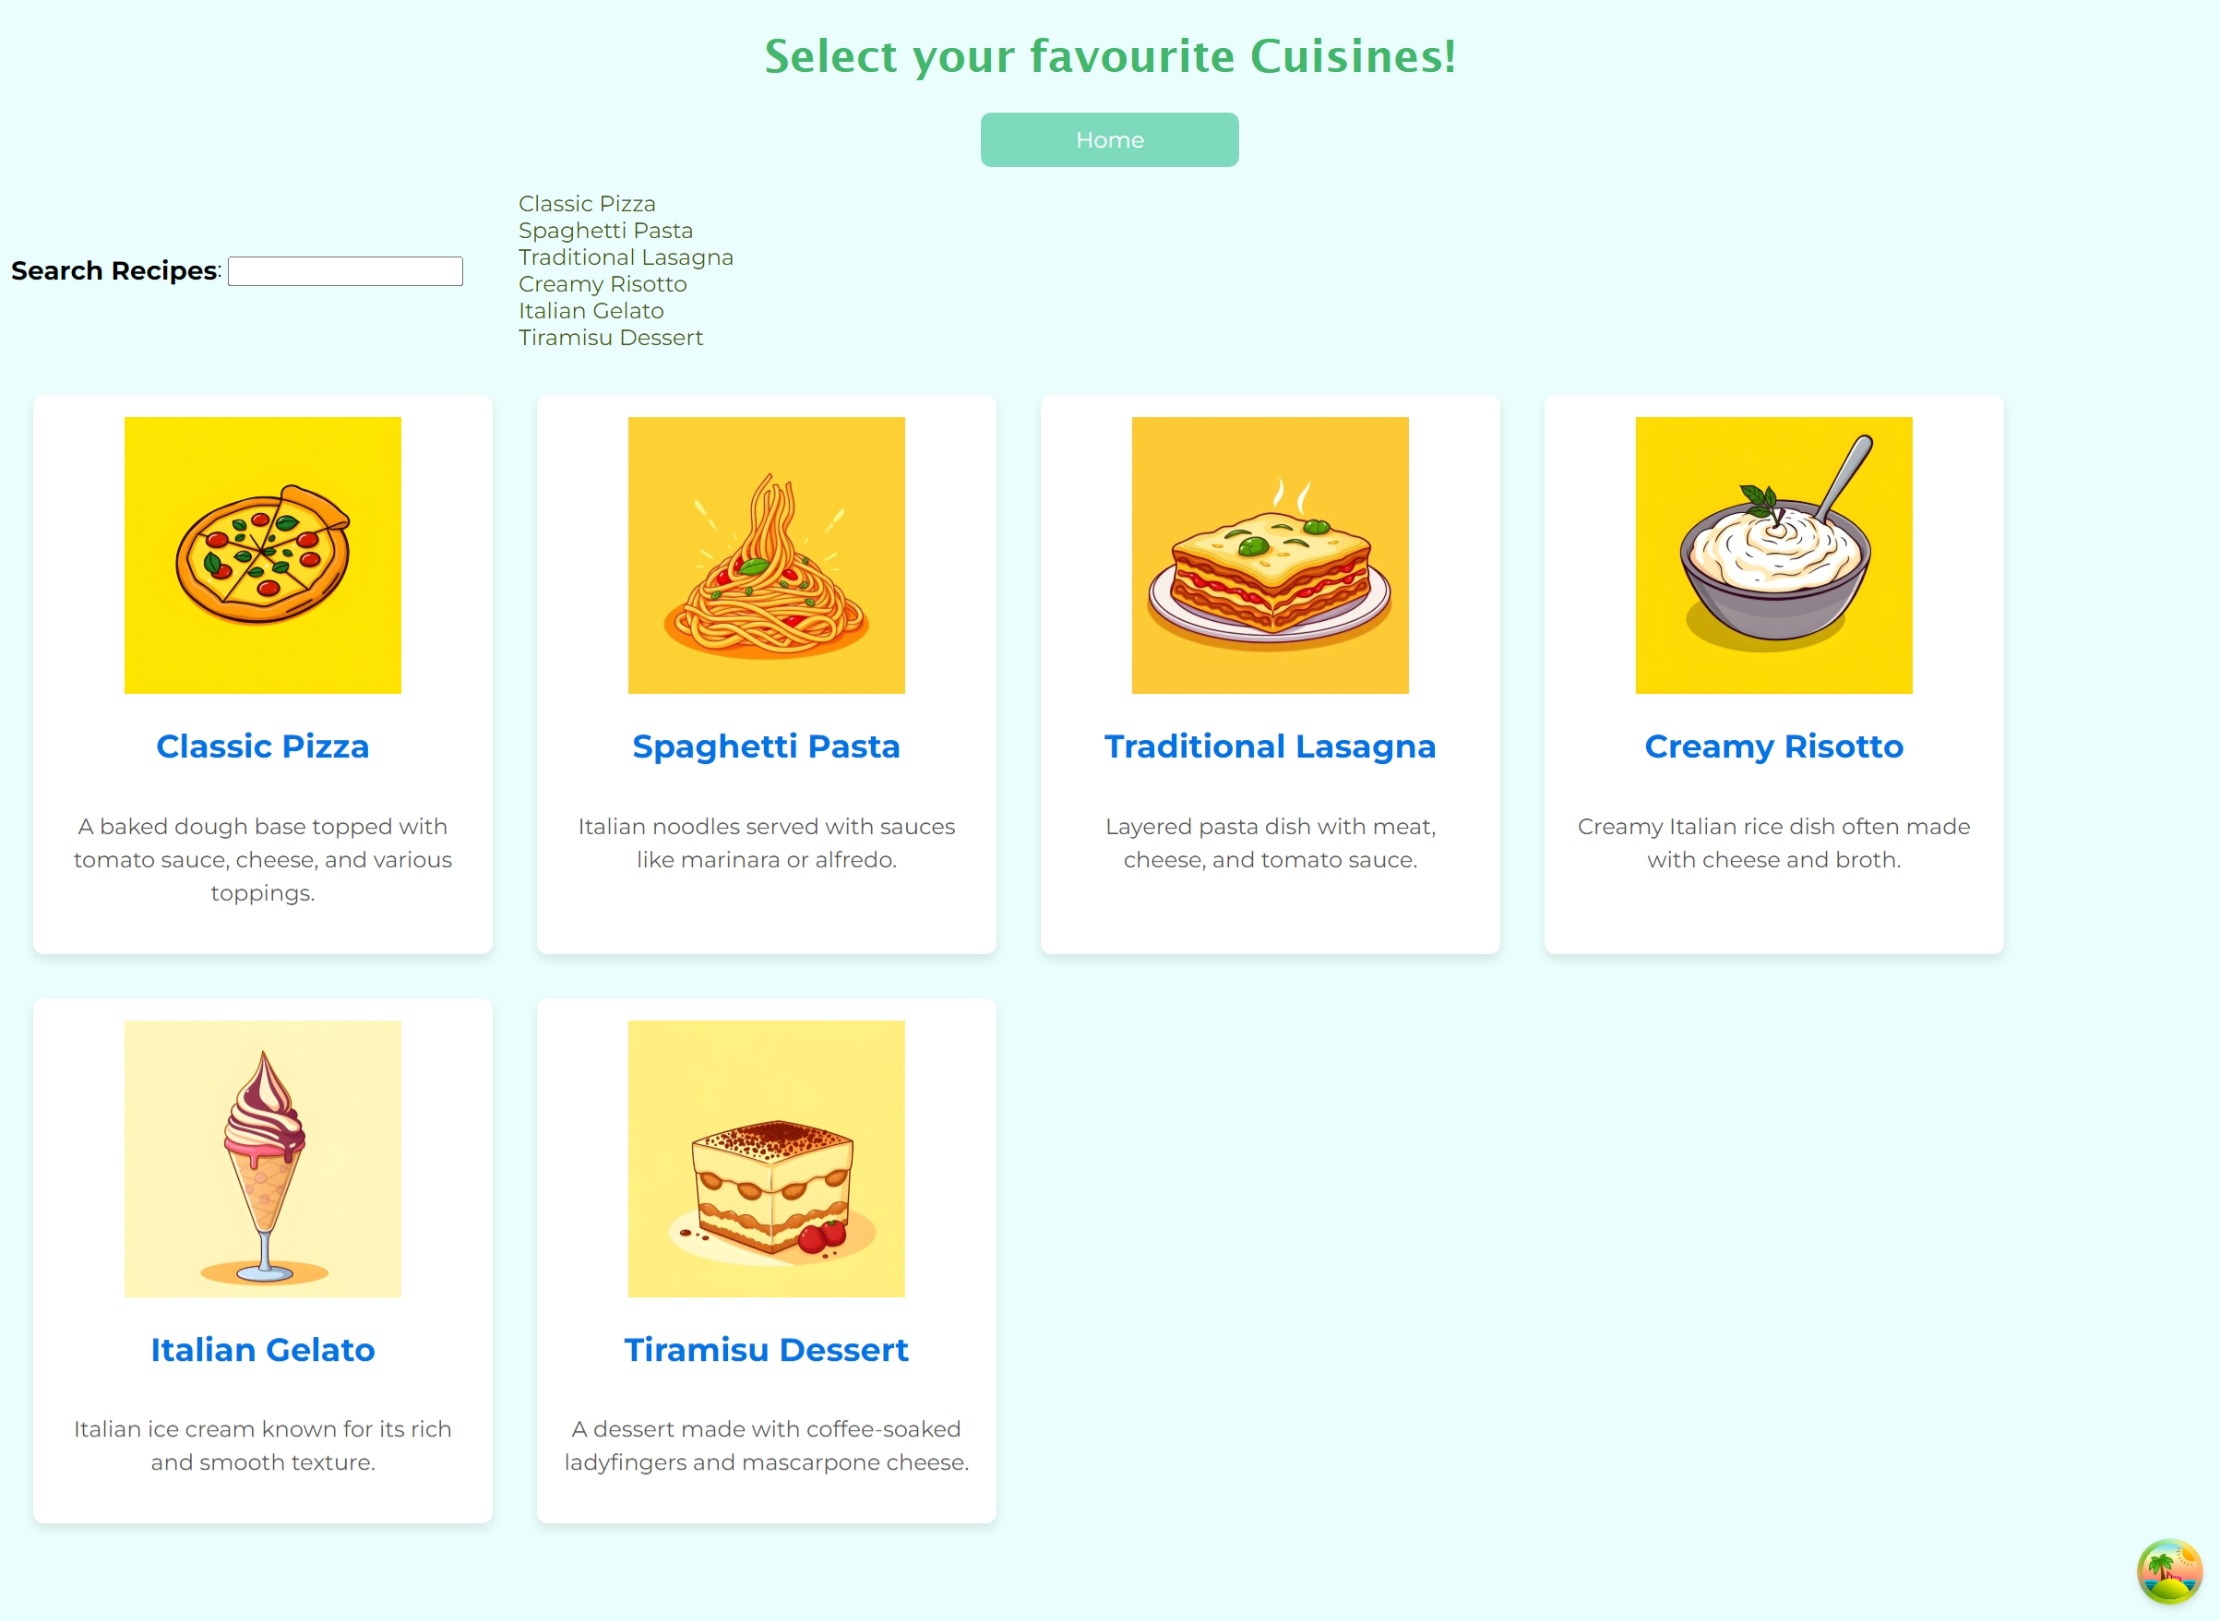 Select your favourite Cuisines!
Home
Search Recipes:
Classic Pizza
Spaghetti Pasta
Traditional Lasagna
Creamy Risotto
Italian Gelato
Tiramisu Dessert
Classic Pizza
A baked dough base topped with
tomato sauce, cheese, and various
toppings.
Spaghetti Pasta
Italian noodles served with sauces
like marinara or alfredo.
Traditional Lasagna
Layered pasta dish with meat,
cheese, and tomato sauce.
Creamy Risotto
Creamy Italian rice dish often made
with cheese and broth.
Italian Gelato
Italian ice cream known for its rich
and smooth texture.
Tiramisu Dessert
A dessert made with coffee-soaked
ladyfingers and mascarpone cheese.